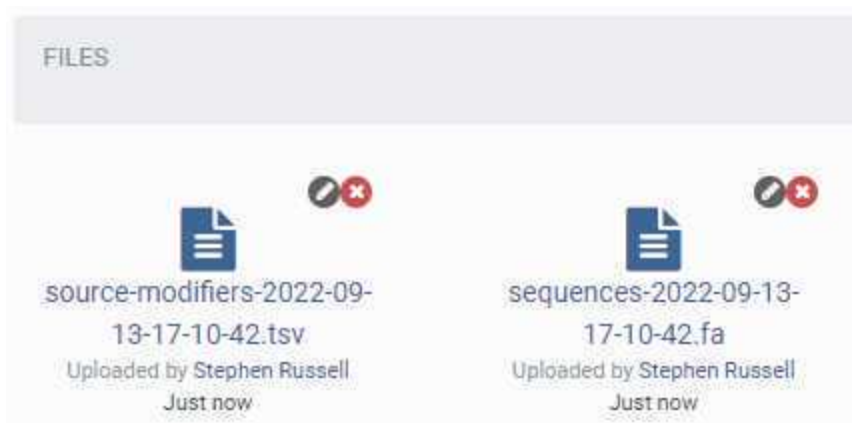 FILES
source-modifiers-2022-09-
13-17-10-42.tsv
Uploaded by Stephen Russell
Just now
sequences-2022-09-13-
17-10-42.fa
Uploaded by Stephen Russell
Just now